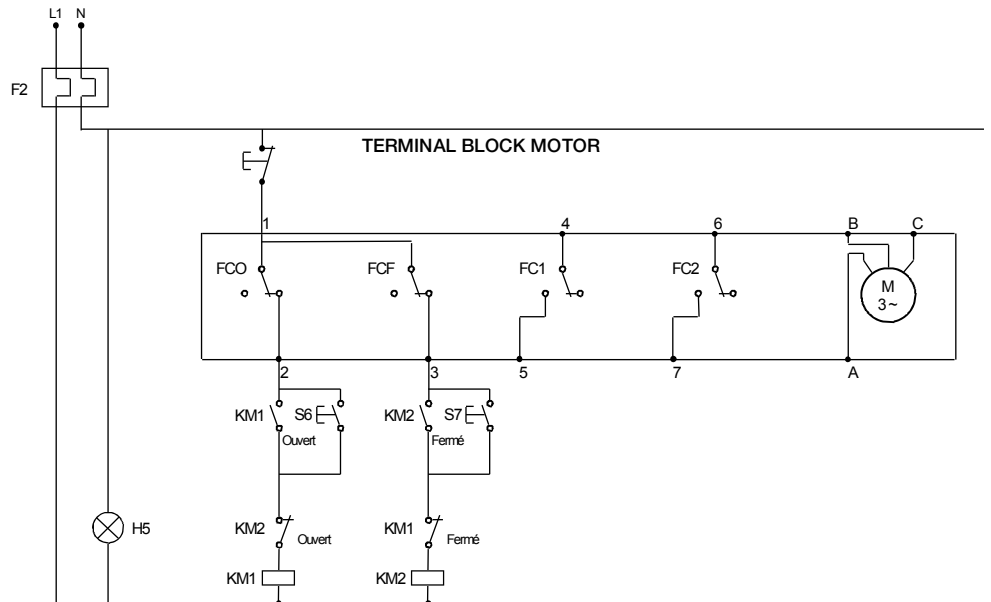 L1 N
F2
TERMINAL BLOCK MOTOR
1 4 6 B C
FCO FCF FC1 FC2 M
3~
2 3 5 7 A
KM1 S6 KM2 S7
Ouvert Fermé
H5 KM2 Ouvert KM1 Fermé
KM1 KM2